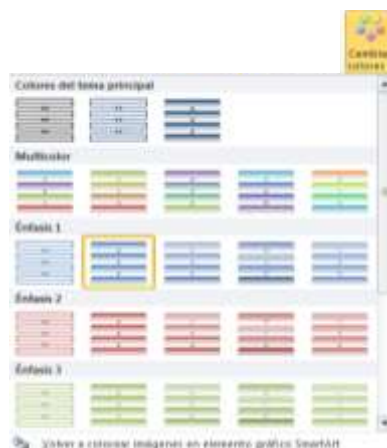 Cambiar
colores
Colores del tema principal
Multicolor
Énfasis 1
Énfasis 2
Énfasis 3
Volver a colorear imágenes en elemento gráfico SmartArt